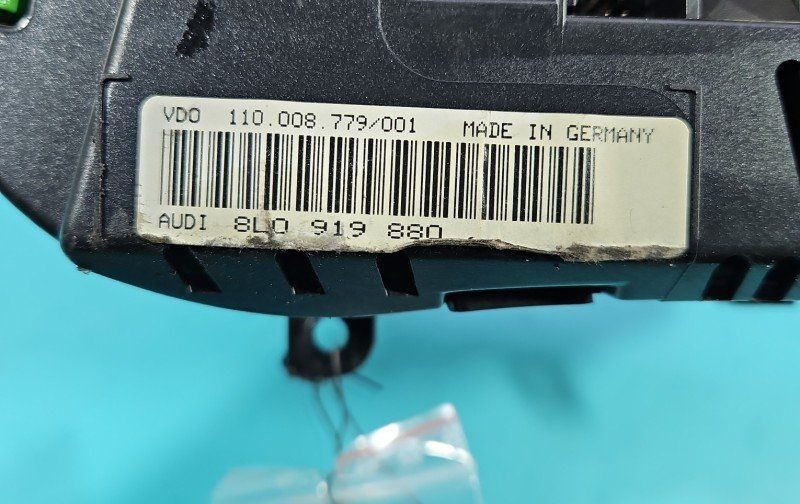 VDO 110.008.779/001 MADE IN GERMANY
AUDI 8L0 919 880